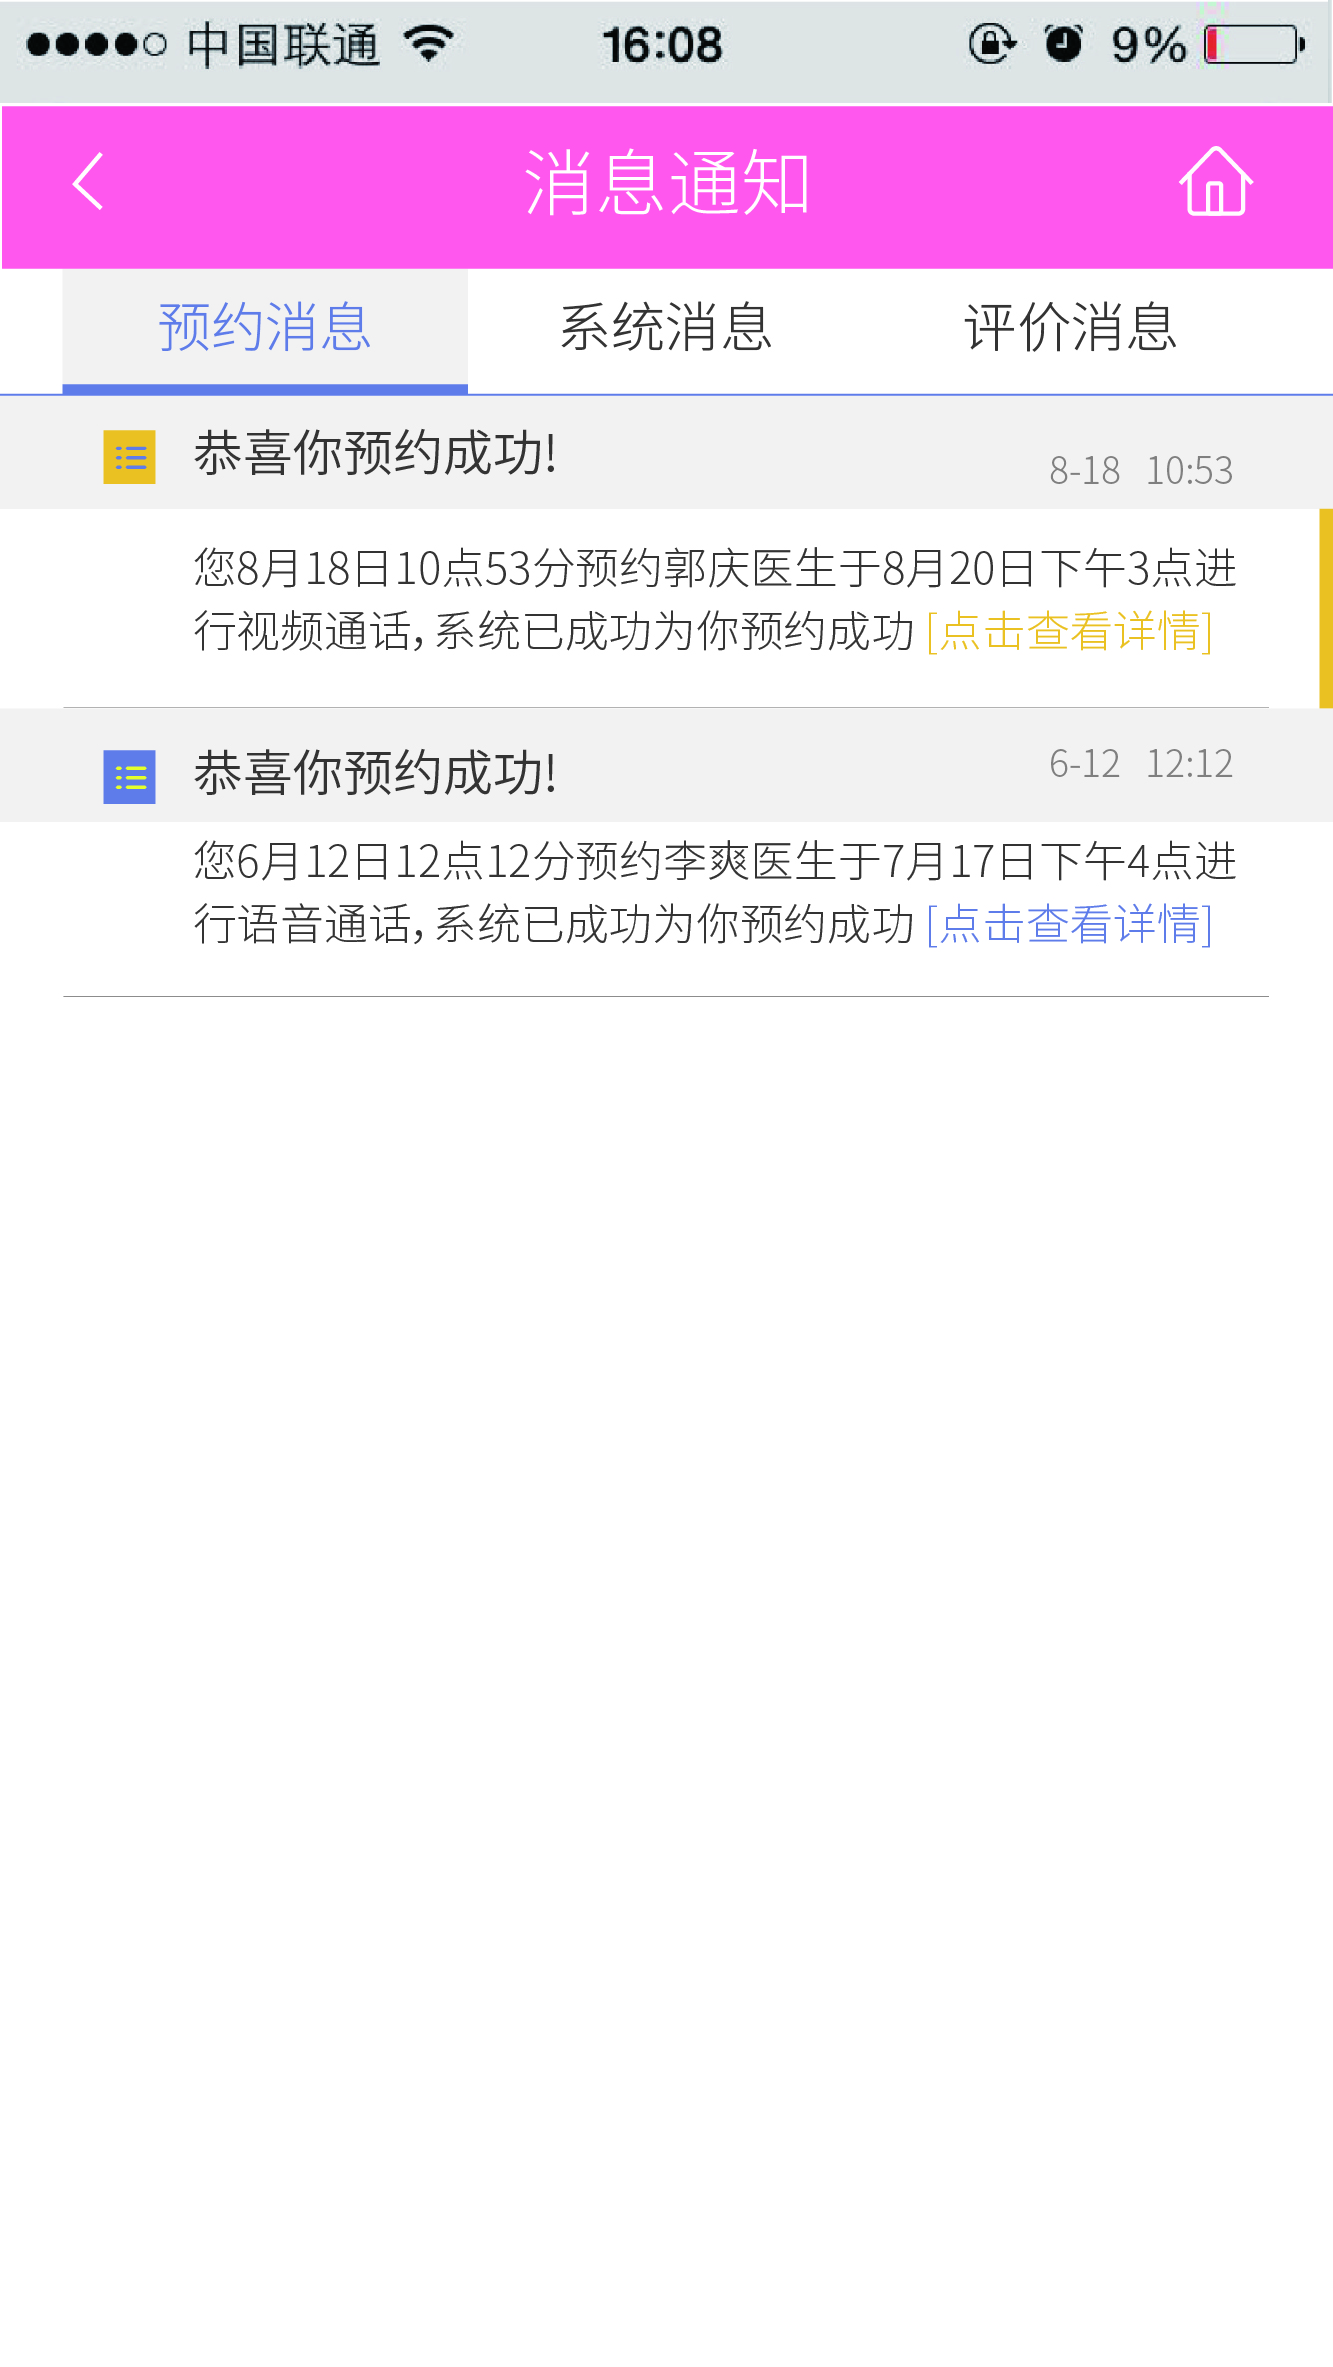 中国联通 16:08 9%
消息通知
预约消息 系统消息 评价消息
恭喜你预约成功! 8-18 10:53
您8月18日10点53分预约郭庆医生于8月20日下午3点进
行视频通话,系统已成功为你预约成功 [点击查看详情]
恭喜你预约成功! 6-12 12:12
您6月12日12点12分预约李爽医生于7月17日下午4点进
行语音通话,系统已成功为你预约成功 [点击查看详情]